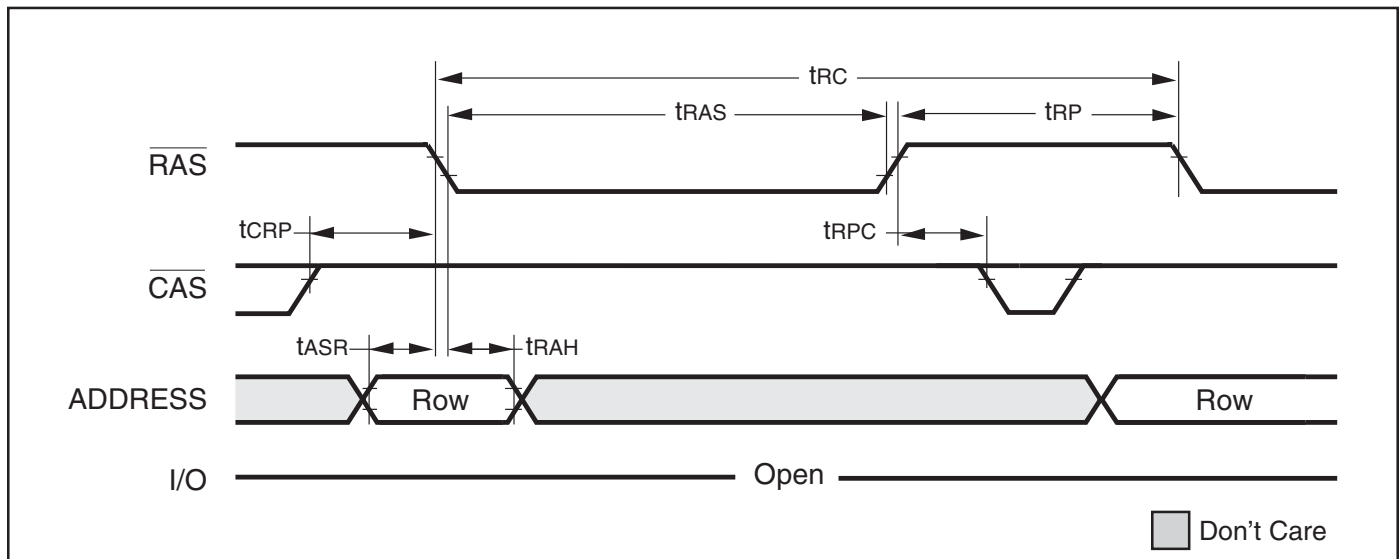 tRC
tRAS
tRP
RAS
tCRP
tRPC
CAS
tASR
tRAH
ADDRESS
Row
Row
I/O
Open
Don't Care